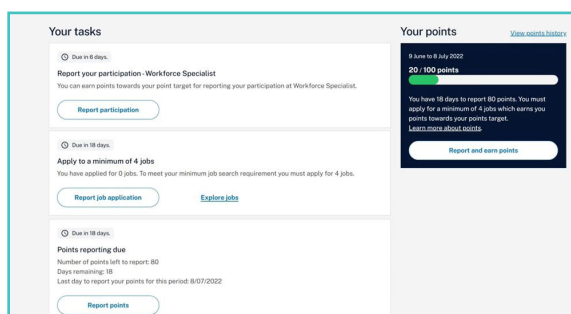 Your tasks
Due in 6 days.
Report your participation - Workforce Specialist
You can earn points towards your point target for reporting your participation at Workforce Specialist.
Report participation
Due in 18 days.
Apply to a minimum of 4 jobs
You have applied for 0 jobs. To meet your minimum job search requirement you must apply for 4 jobs.
Report job application
Explore jobs
Due in 18 days.
Points reporting due
Number of points left to report: 80
Days remaining: 18
Last day to report your points for this period: 8/07/2022
Report points
Your points
View points history
9 June to 8 July 2022
20 / 100 points
You have 18 days to report 80 points. You must
apply for a minimum of 4 jobs which earns you
points towards your points target.
Learn more about points.
Report and earn points